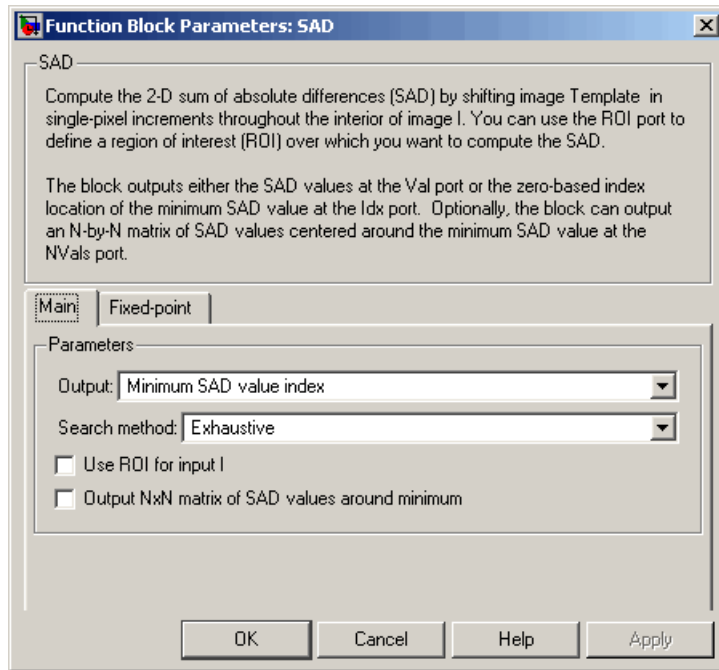 Function Block Parameters: SAD
SAD
Compute the 2-D sum of absolute differences (SAD) by shifting image Template in
single-pixel increments throughout the interior of image I. You can use the ROI port to
define a region of interest (ROI) over which you want to compute the SAD.
The block outputs either the SAD values at the Val port or the zero-based index
location of the minimum SAD value at the Idx port. Optionally, the block can output
an N-by-N matrix of SAD values centered around the minimum SAD value at the
NVals port.
Main Fixed-point
Parameters
Output: Minimum SAD value index
Search method: Exhaustive
Use ROI for input I
Output NxN matrix of SAD values around minimum
OK Cancel Help Apply